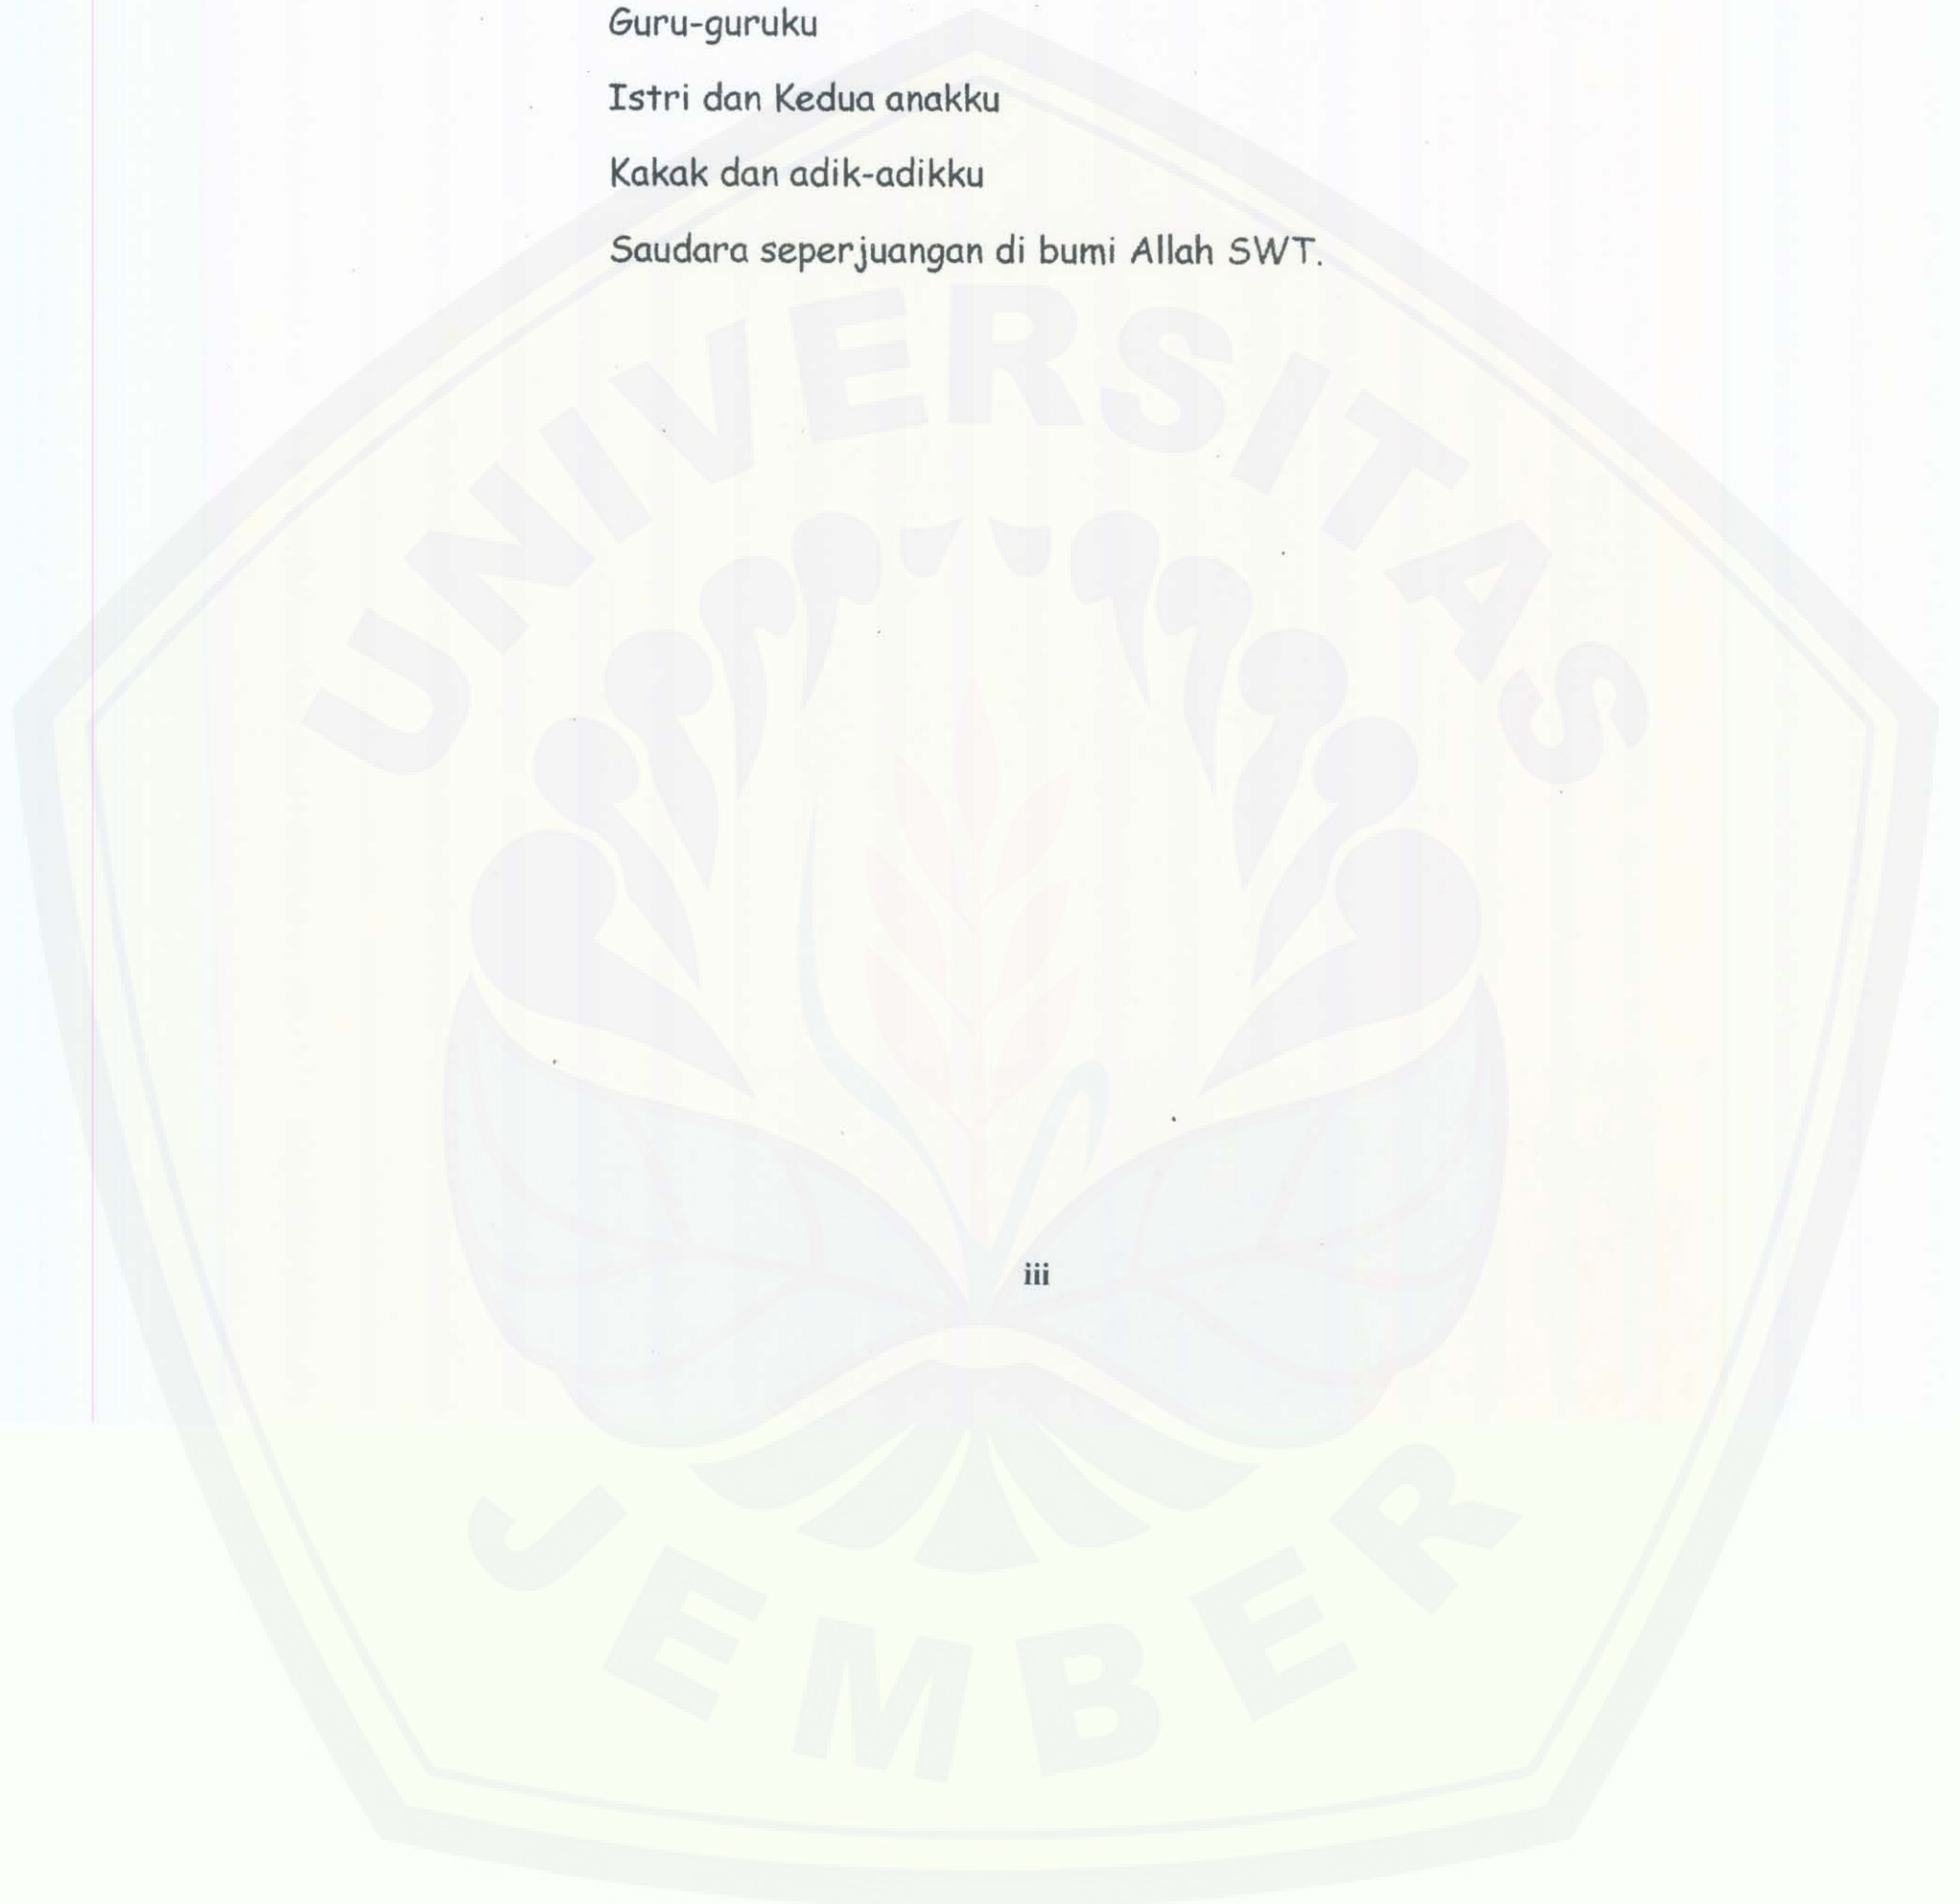 Guru-guruku
Istri dan Kedua anakku
Kakak dan adik-adikku
Saudara seperjuangan di bumi Allah SWT.
UNIVERSITAS
iii
JEMBER